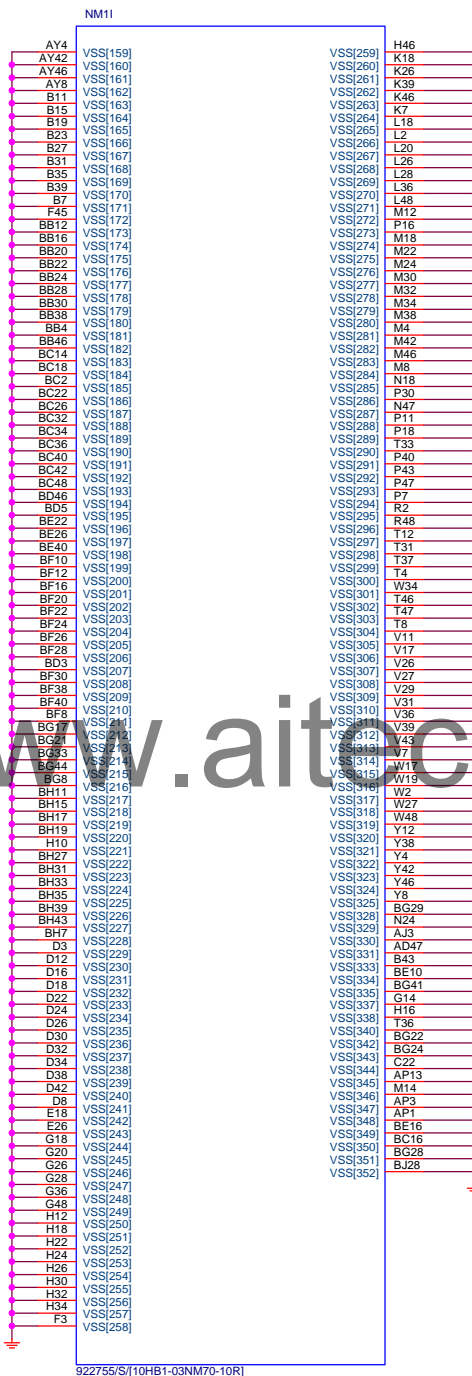 NM1I
AY4 VSS[159] VSS[259] H46
AY42 VSS[160] VSS[260] K18
AY46 VSS[161] VSS[261] K26
AY8 VSS[162] VSS[262] K39
B11 VSS[163] VSS[263] K46
B15 VSS[164] VSS[264] K7
B19 VSS[165] VSS[265] L18
B23 VSS[166] VSS[266] L2
B27 VSS[167] VSS[267] L20
B31 VSS[168] VSS[268] L26
B35 VSS[169] VSS[269] L28
B39 VSS[170] VSS[270] L36
B7 VSS[171] VSS[271] L48
F45 VSS[172] VSS[272] M12
BB12 VSS[173] VSS[273] P16
BB16 VSS[174] VSS[274] M18
BB20 VSS[175] VSS[275] M22
BB22 VSS[176] VSS[276] M24
BB24 VSS[177] VSS[277] M30
BB28 VSS[178] VSS[278] M32
BB30 VSS[179] VSS[279] M34
BB38 VSS[180] VSS[280] M38
BB4 VSS[181] VSS[281] M4
BB46 VSS[182] VSS[282] M42
BC14 VSS[183] VSS[283] M46
BC18 VSS[184] VSS[284] M8
BC2 VSS[185] VSS[285] N18
BC22 VSS[186] VSS[286] P30
BC26 VSS[187] VSS[287] N47
BC32 VSS[188] VSS[288] P11
BC34 VSS[189] VSS[289] P18
BC36 VSS[190] VSS[290] T33
BC40 VSS[191] VSS[291] P40
BC42 VSS[192] VSS[292] P43
BC48 VSS[193] VSS[293] P47
BD46 VSS[194] VSS[294] P7
BD5 VSS[195] VSS[295] R2
BE22 VSS[196] VSS[296] R48
BE26 VSS[197] VSS[297] T12
BE40 VSS[198] VSS[298] T31
BF10 VSS[199] VSS[299] T37
BF12 VSS[200] VSS[300] T4
BF16 VSS[201] VSS[301] W34
BF20 VSS[202] VSS[302] T46
BF22 VSS[203] VSS[303] T47
BF24 VSS[204] VSS[304] T8
BF26 VSS[205] VSS[305] V11
BF28 VSS[206] VSS[306] V17
BD3 VSS[207] VSS[307] V26
BF30 VSS[208] VSS[308] V27
BF38 VSS[209] VSS[309] V29
BF40 VSS[210] VSS[310] V31
BF8 VSS[211] VSS[311] V36
BG17 VSS[212] VSS[312] V39
BG21 VSS[213] VSS[313] V43
BG33 VSS[214] VSS[314] V7
BG44 VSS[215] VSS[315] W17
BG8 VSS[216] VSS[316] W19
BH11 VSS[217] VSS[317] W2
BH15 VSS[218] VSS[318] W27
BH17 VSS[219] VSS[319] W48
BH19 VSS[220] VSS[320] Y12
H10 VSS[221] VSS[321] Y38
BH27 VSS[222] VSS[322] Y4
BH31 VSS[223] VSS[323] Y42
BH33 VSS[224] VSS[324] Y46
BH35 VSS[225] VSS[325] Y8
BH39 VSS[226] VSS[328] BG29
BH43 VSS[227] VSS[329] N24
BH7 VSS[228] VSS[330] AJ3
D3 VSS[229] VSS[331] AD47
D12 VSS[230] VSS[333] B43
D16 VSS[231] VSS[334] BE10
D18 VSS[232] VSS[335] BG41
D22 VSS[233] VSS[337] G14
D24 VSS[234] VSS[338] H16
D26 VSS[235] VSS[340] T36
D30 VSS[236] VSS[342] BG22
D32 VSS[237] VSS[343] BG24
D34 VSS[238] VSS[344] C22
D38 VSS[239] VSS[345] AP13
D42 VSS[240] VSS[346] M14
D8 VSS[241] VSS[347] AP3
E18 VSS[242] VSS[348] AP1
E26 VSS[243] VSS[349] BE16
G18 VSS[244] VSS[350] BC16
G20 VSS[245] VSS[351] BG28
G26 VSS[246] VSS[352] BJ28
G28 VSS[247]
G36 VSS[248]
G48 VSS[249]
H12 VSS[250]
H18 VSS[251]
H22 VSS[252]
H24 VSS[253]
H26 VSS[254]
H30 VSS[255]
H32 VSS[256]
H34 VSS[257]
F3 VSS[258]
ww.aitec
922755/S/[10HB1-03NM70-10R]